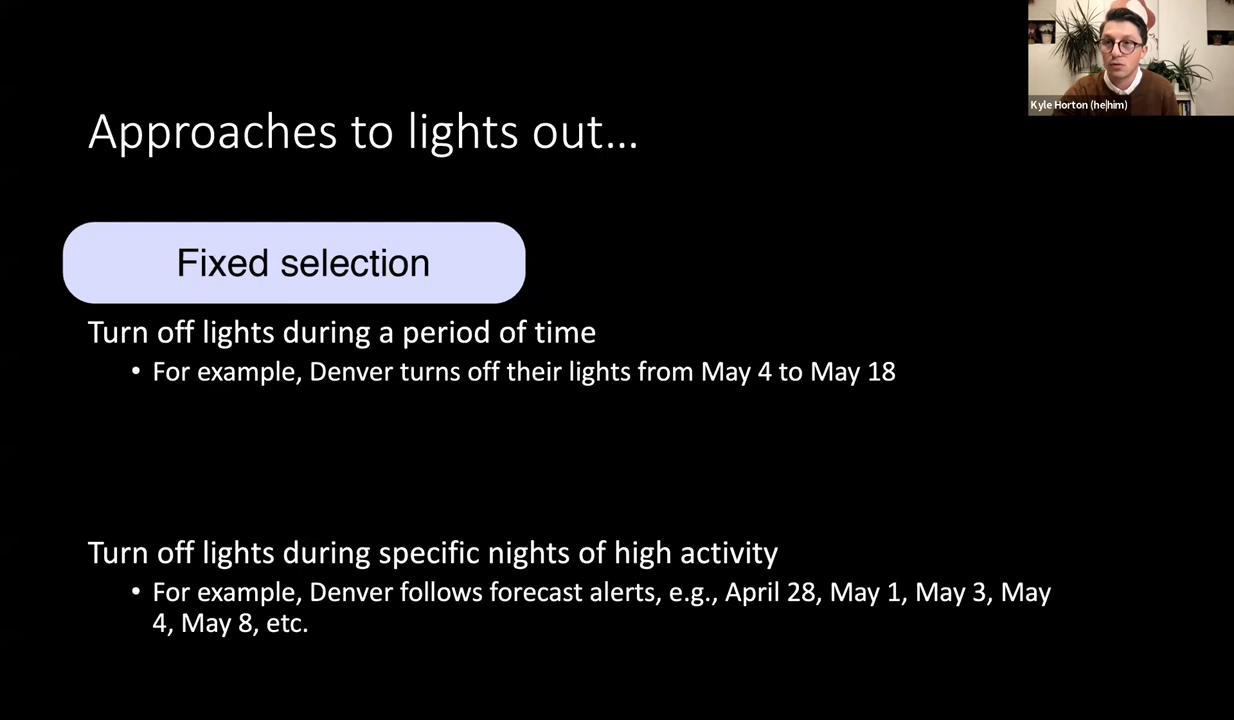 Kyle Horton (he|him)
Approaches to lights out...
Fixed selection
Turn off lights during a period of time
• For example, Denver turns off their lights from May 4 to May 18
Turn off lights during specific nights of high activity
• For example, Denver follows forecast alerts, e.g., April 28, May 1, May 3, May
4, May 8, etc.